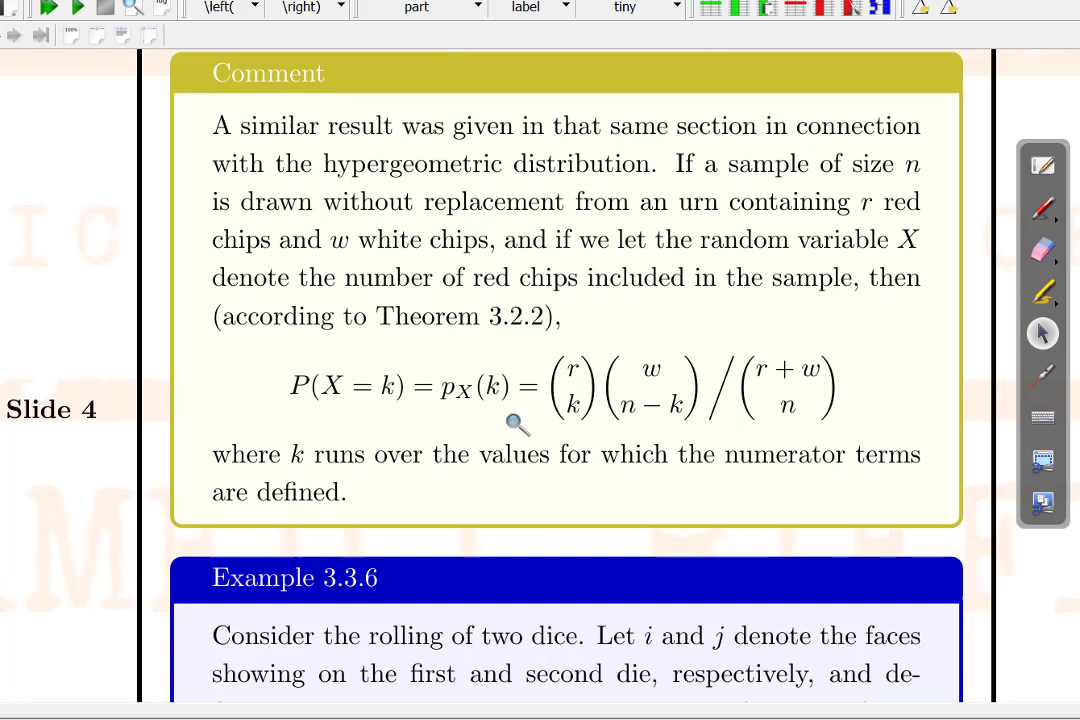 \left( \right) part label tiny
Comment
A similar result was given in that same section in connection
with the hypergeometric distribution. If a sample of size n
is drawn without replacement from an urn containing r red
chips and w white chips, and if we let the random variable X
denote the number of red chips included in the sample, then
(according to Theorem 3.2.2),
P(X = k) = p_X(k) = \binom{r}{k} \binom{w}{n − k} / \binom{r + w}{n}
Slide 4
where k runs over the values for which the numerator terms
are defined.
Example 3.3.6
Consider the rolling of two dice. Let i and j denote the faces
showing on the first and second die, respectively, and de-